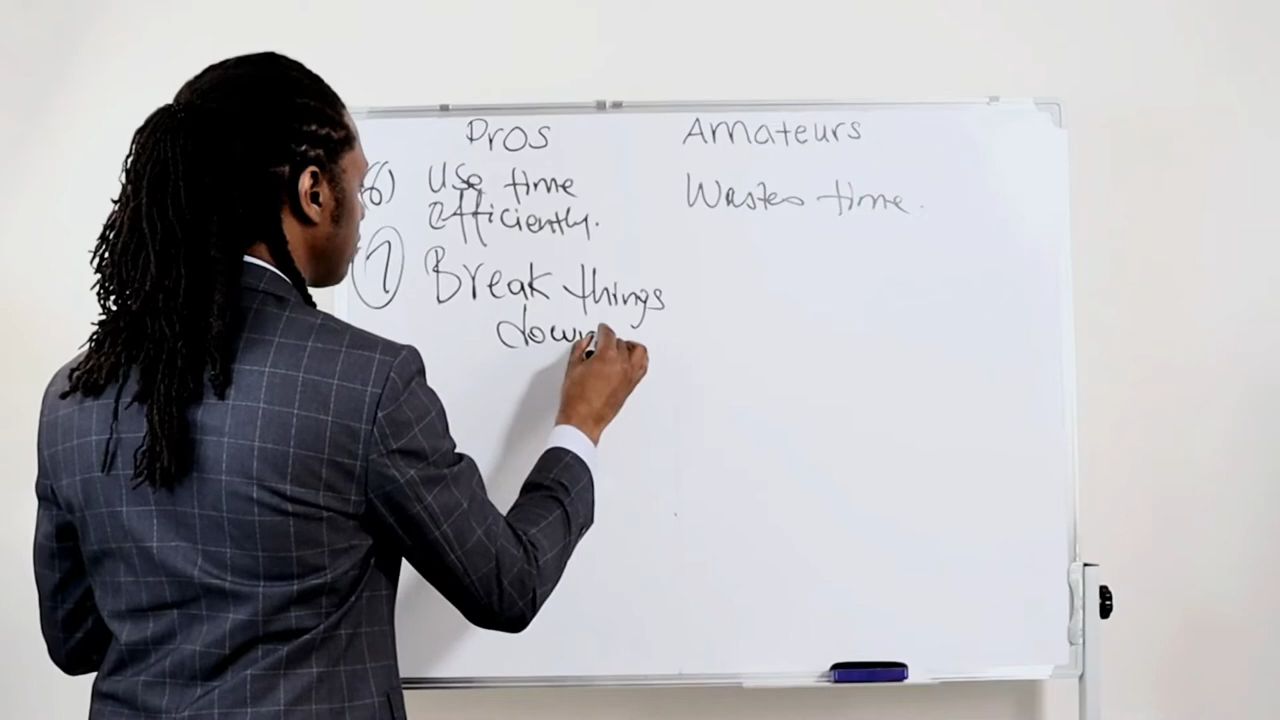 Pros Amateurs
6) Use time Wastes time.
Efficiently.
7 Break things
down